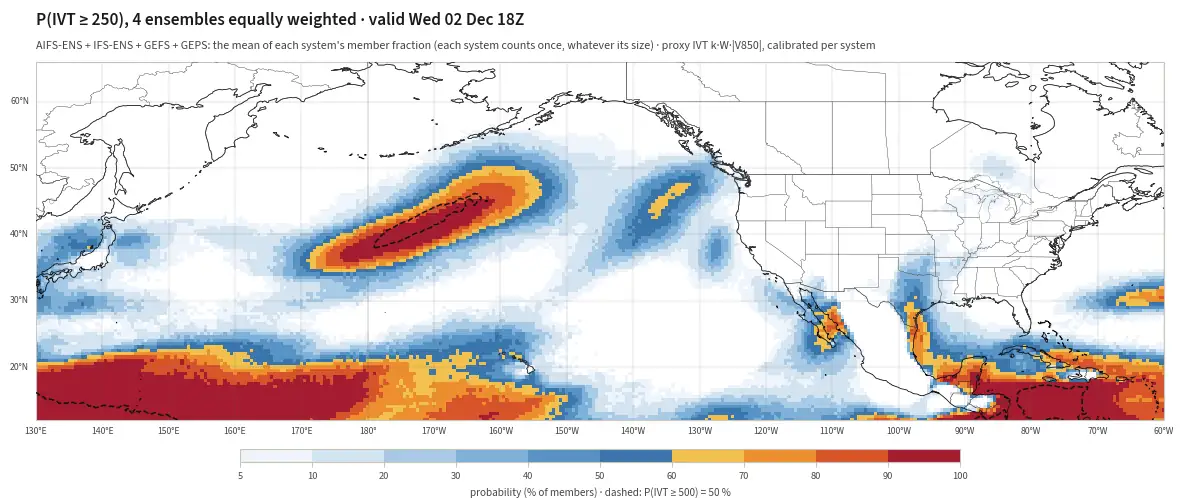 P(IVT ≥ 250), 4 ensembles equally weighted · valid Wed 02 Dec 18Z
AIFS-ENS + IFS-ENS + GEFS + GEPS: the mean of each system's member fraction (each system counts once, whatever its size) · proxy IVT k·W·|V850|, calibrated per system
60°N
50°N
40°N
30°N
20°N
130°E 140°E 150°E 160°E 170°E 180° 170°W 160°W 150°W 140°W 130°W 120°W 110°W 100°W 90°W 80°W 70°W 60°W
5 10 20 30 40 50 60 70 80 90 100
probability (% of members) · dashed: P(IVT ≥ 500) = 50 %